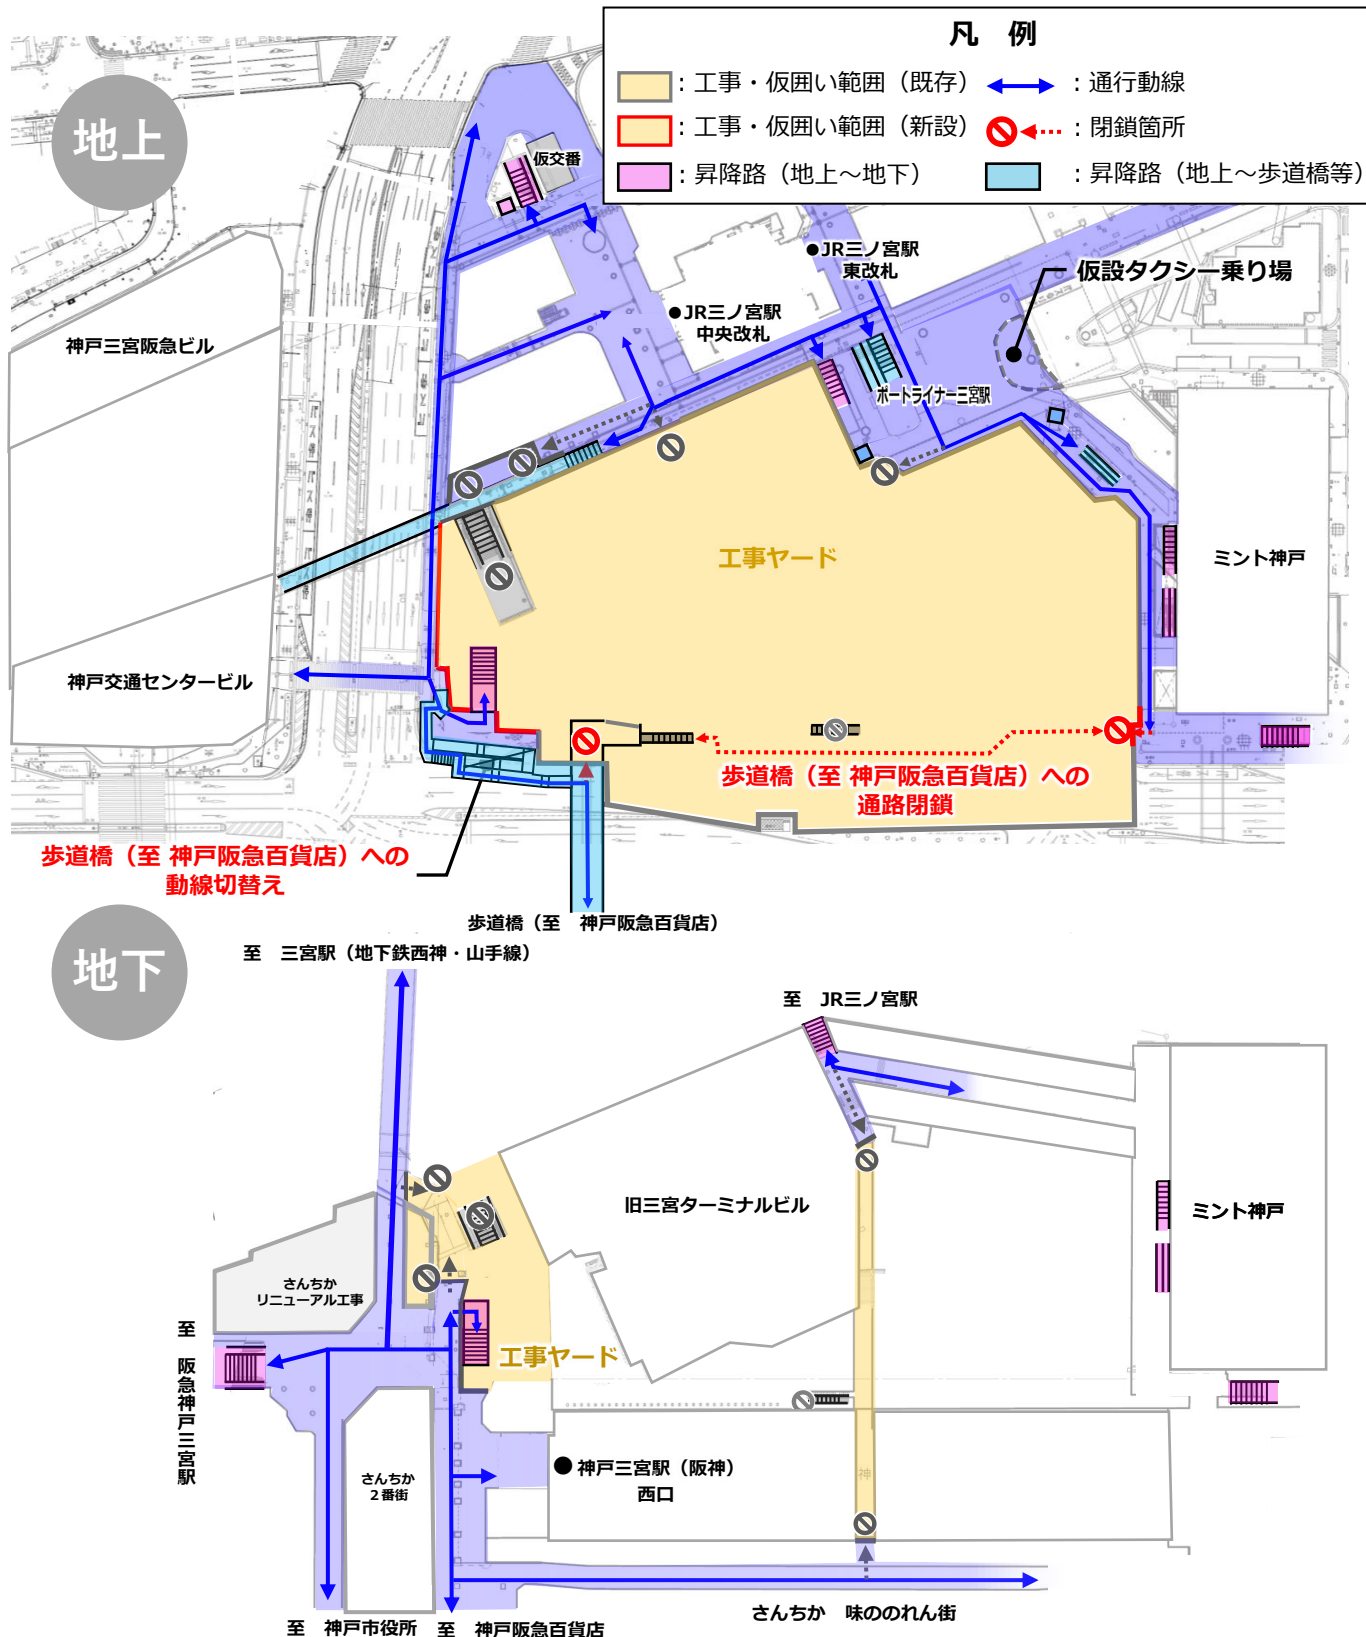 凡 例
：工事・仮囲い範囲（既存）
：通行動線
：工事・仮囲い範囲（新設）
：閉鎖箇所
：昇降路（地上～地下）
：昇降路（地上～歩道橋等）
地上
仮交番
●JR三ノ宮駅
東改札
仮設タクシー乗り場
●JR三ノ宮駅
中央改札
神戸三宮阪急ビル
ポートライナー三宮駅
工事ヤード
ミント神戸
神戸交通センタービル
歩道橋（至 神戸阪急百貨店）への
通路閉鎖
歩道橋（至 神戸阪急百貨店）への
動線切替え
歩道橋（至 神戸阪急百貨店）
地下
至 三宮駅（地下鉄西神・山手線）
至 JR三ノ宮駅
旧三宮ターミナルビル
ミント神戸
さんちか
リニューアル工事
至 阪急神戸三宮駅
工事ヤード
●神戸三宮駅（阪神）
西口
さんちか
２番街
神
さんちか 味ののれん街
至 神戸市役所
至 神戸阪急百貨店